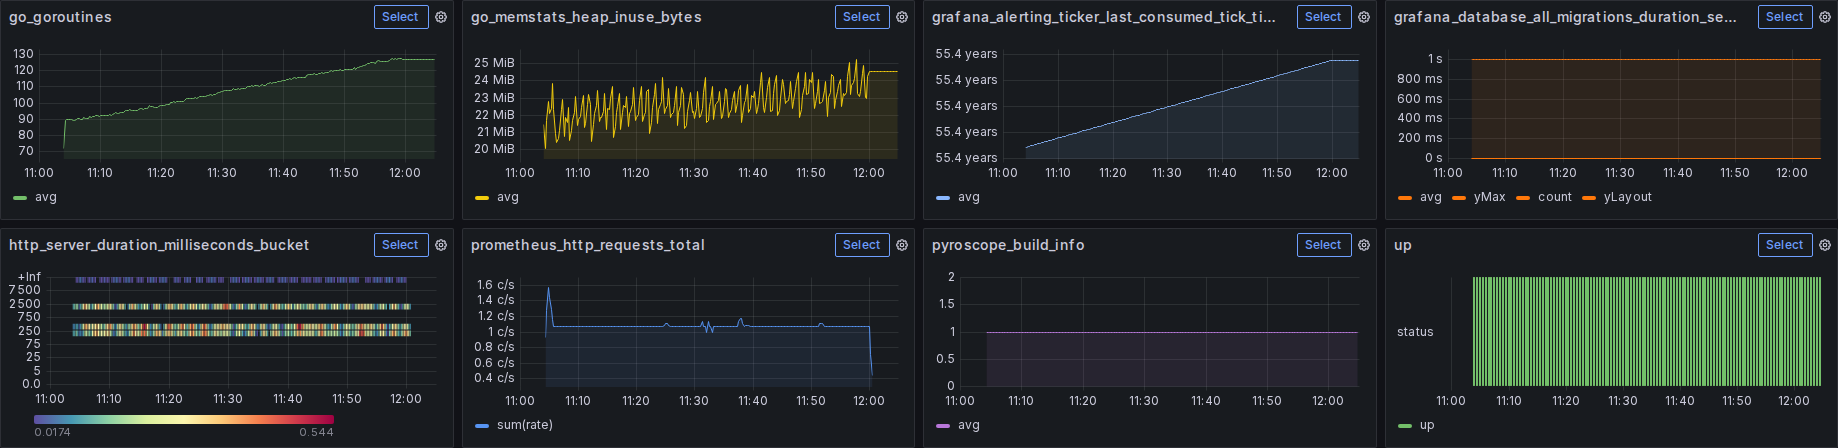 go_goroutines
Select
130
120
110
100
90
80
70
11:00 11:10 11:20 11:30 11:40 11:50 12:00
avg
go_memstats_heap_inuse_bytes
Select
25 MiB
24 MiB
23 MiB
22 MiB
21 MiB
20 MiB
11:00 11:10 11:20 11:30 11:40 11:50 12:00
avg
grafana_alerting_ticker_last_consumed_tick_ti...
Select
55.4 years
55.4 years
55.4 years
55.4 years
55.4 years
11:00 11:10 11:20 11:30 11:40 11:50 12:00
avg
grafana_database_all_migrations_duration_se...
Select
1 s
800 ms
600 ms
400 ms
200 ms
0 s
11:00 11:10 11:20 11:30 11:40 11:50 12:00
avg yMax count yLayout
http_server_duration_milliseconds_bucket
Select
+Inf
7500
2500
750
250
75
25
5
0.0
11:00 11:10 11:20 11:30 11:40 11:50 12:00
0.0174 0.544
prometheus_http_requests_total
Select
1.6 c/s
1.4 c/s
1.2 c/s
1 c/s
0.8 c/s
0.6 c/s
0.4 c/s
11:00 11:10 11:20 11:30 11:40 11:50 12:00
sum(rate)
pyroscope_build_info
Select
2
1.5
1
0.5
0
11:00 11:10 11:20 11:30 11:40 11:50 12:00
avg
up
Select
status
11:00 11:10 11:20 11:30 11:40 11:50 12:00
up